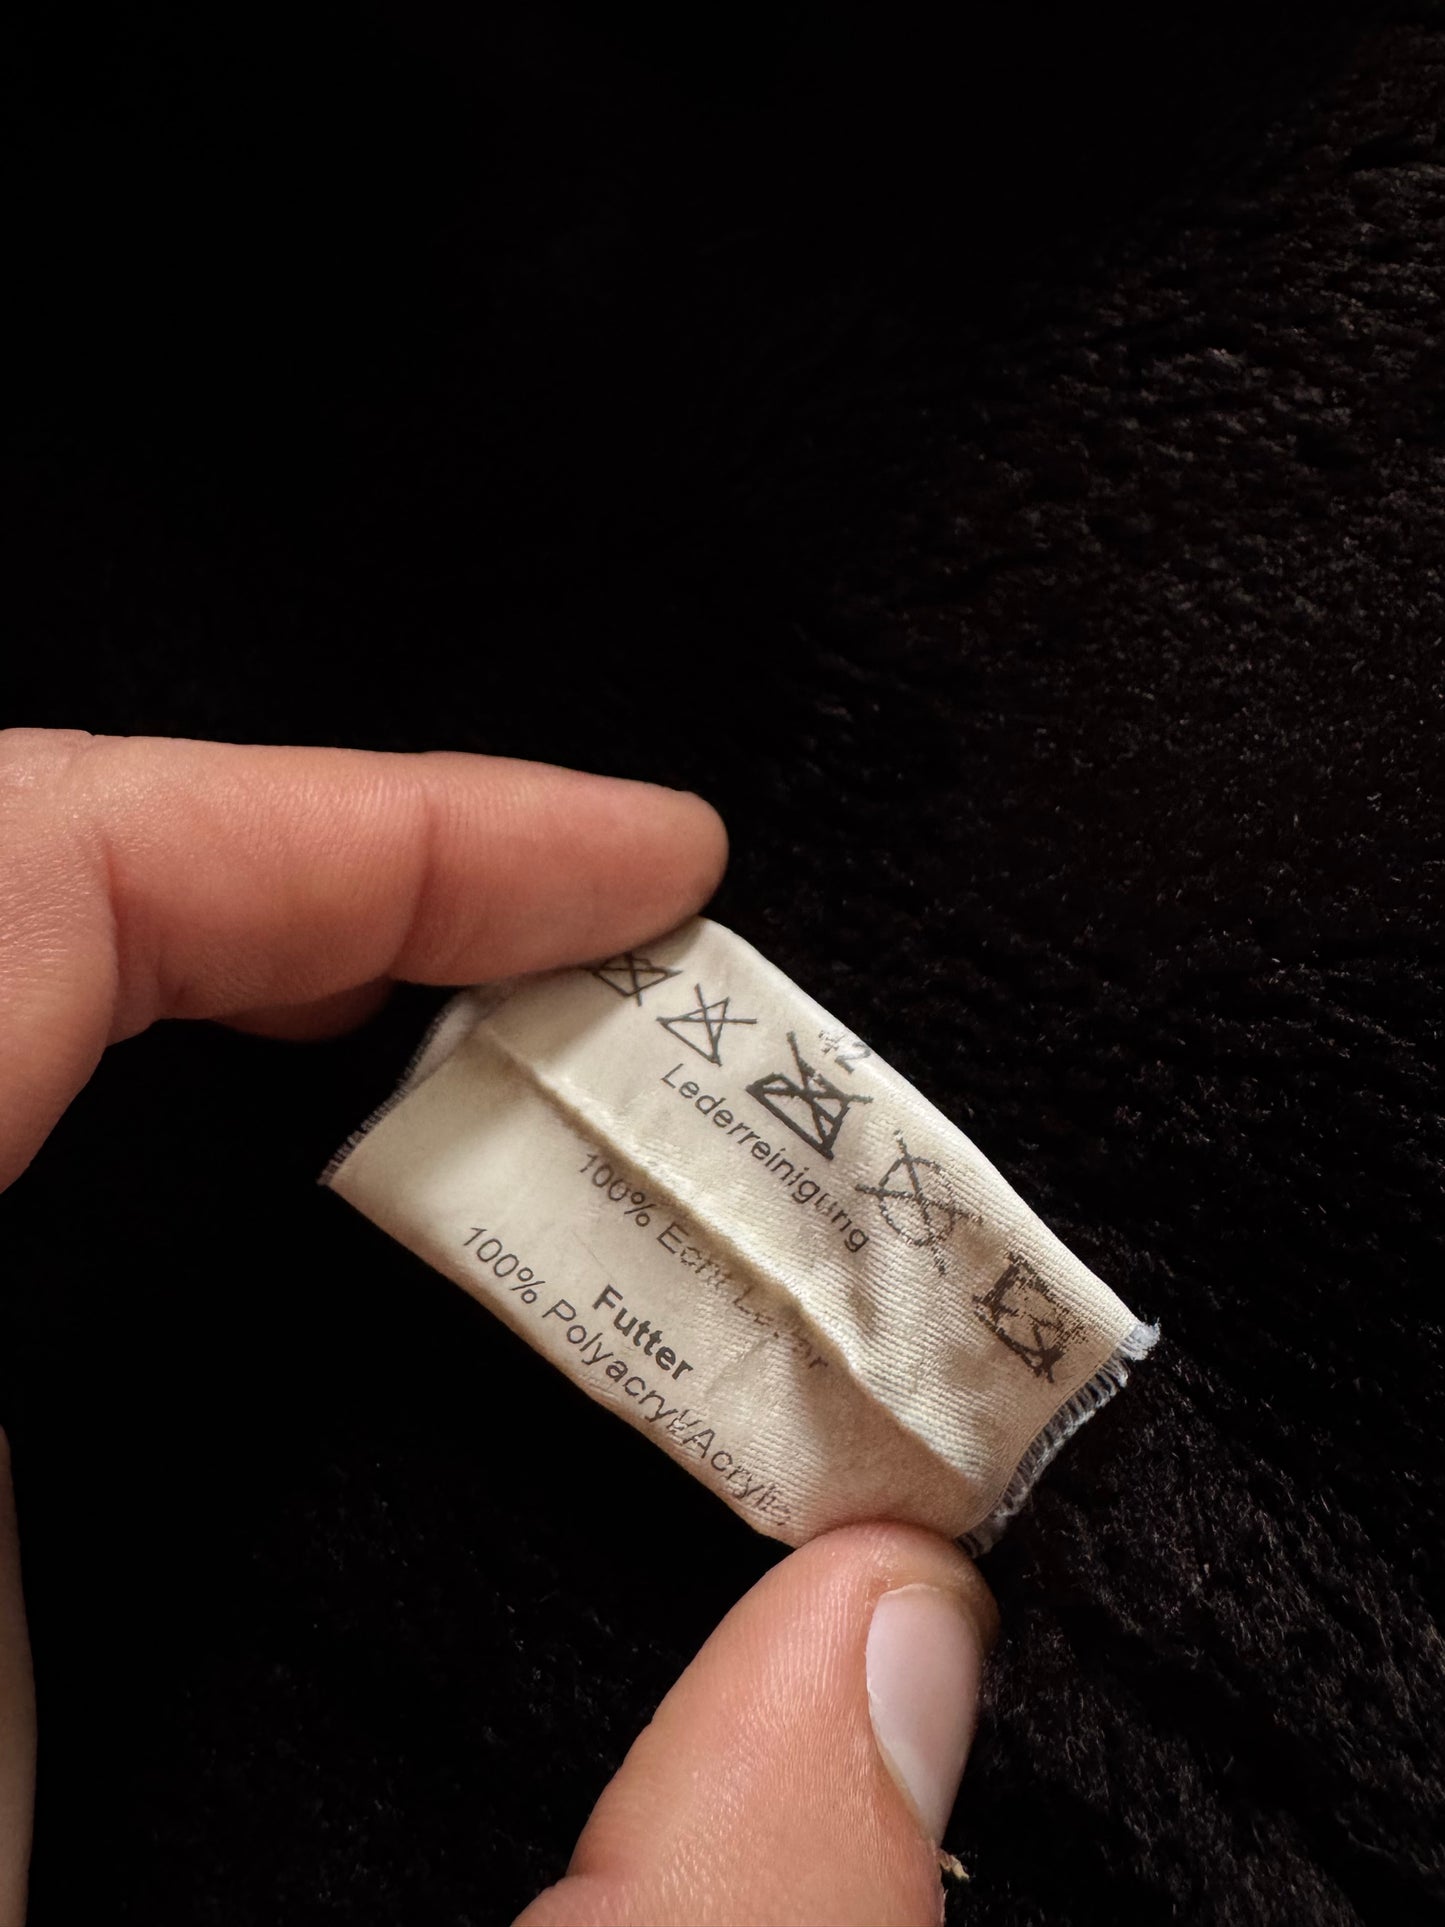 Lederreinigung
100% Echt Leder
Futter
100% Polyacryl/Acrylic